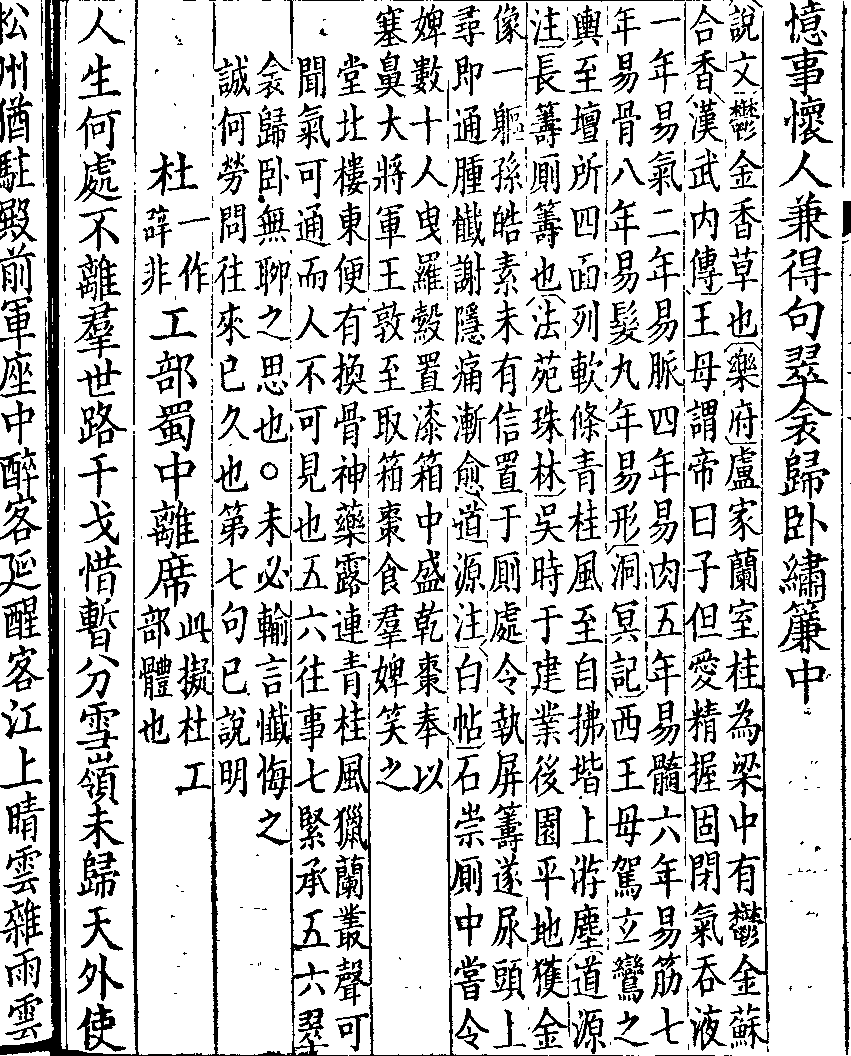 憶事懷人兼得句翠衾歸卧繡簾中
說文鬱金香草也樂府盧家蘭室桂為梁中有鬱金蘇
合香漢武內傳王母謂帝曰子但愛精握固閉氣吞液
一年易氣二年易脈四年易肉五年易髓六年易筋七
年易骨八年易髮九年易形洞冥記西王母駕立鸞之
輿至壇所四面列軟條青桂風至自拂堦上游塵道源
注長籌厠籌也法苑珠林吳時于建業後園平地獲金
像一軀孫皓素未有信置于厠處令執屏籌遂尿頭上
尋即通腫懺謝隱痛漸愈道源注白帖石崇厠中嘗令
婢數十人曳羅縠置漆箱中盛乾棗奉以
塞鼻大將軍王敦至取箱棗食羣婢笑之
堂北樓東便有換骨神藥露連青桂風獵蘭叢聲可
聞氣可通而人不可見也五六往事七緊承五六翠
衾歸卧無聊之思也○未必輸言懺悔之
誠何勞問往來已久也第七句已說明
杜一作薛非工部蜀中離席此擬杜工部體也
人生何處不離羣世路干戈惜暫分雪嶺未歸天外使
松州猶駐殿前軍座中醉客延醒客江上晴雲雜雨雲